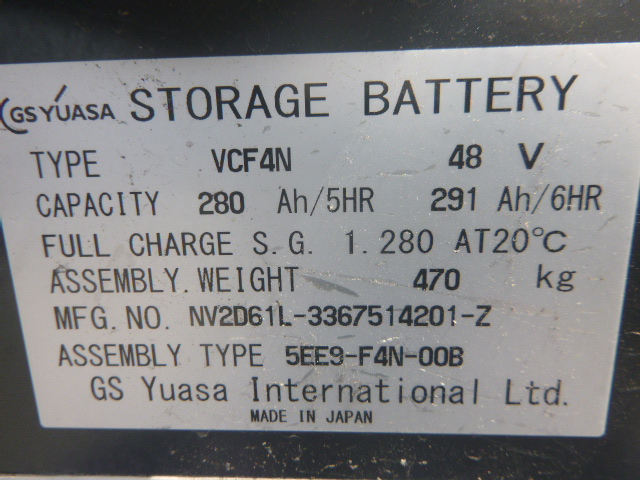 GS YUASA STORAGE BATTERY
TYPE VCF4N 48 V
CAPACITY 280 Ah/5HR 291 Ah/6HR
FULL CHARGE S.G. 1.280 AT20℃
ASSEMBLY.WEIGHT 470 kg
MFG.NO. NV2D61L-3367514201-Z
ASSEMBLY TYPE 5EE9-F4N-00B
GS Yuasa International Ltd.
MADE IN JAPAN